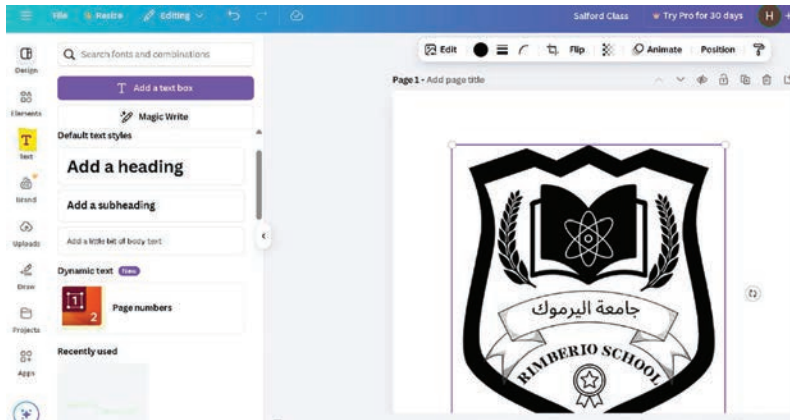 File
Resize
Editing
Salford Class
Try Pro for 30 days
H
Design
Elements
Text
Brand
Uploads
Draw
Projects
Apps
Search fonts and combinations
T Add a text box
Magic Write
Default text styles
Add a heading
Add a subheading
Add a little bit of body text
Dynamic text New
1
2
Page numbers
Recently used
Edit
Flip
Animate
Position
Page 1 - Add page title
جامعة اليرموك
RIMBERIO SCHOOL